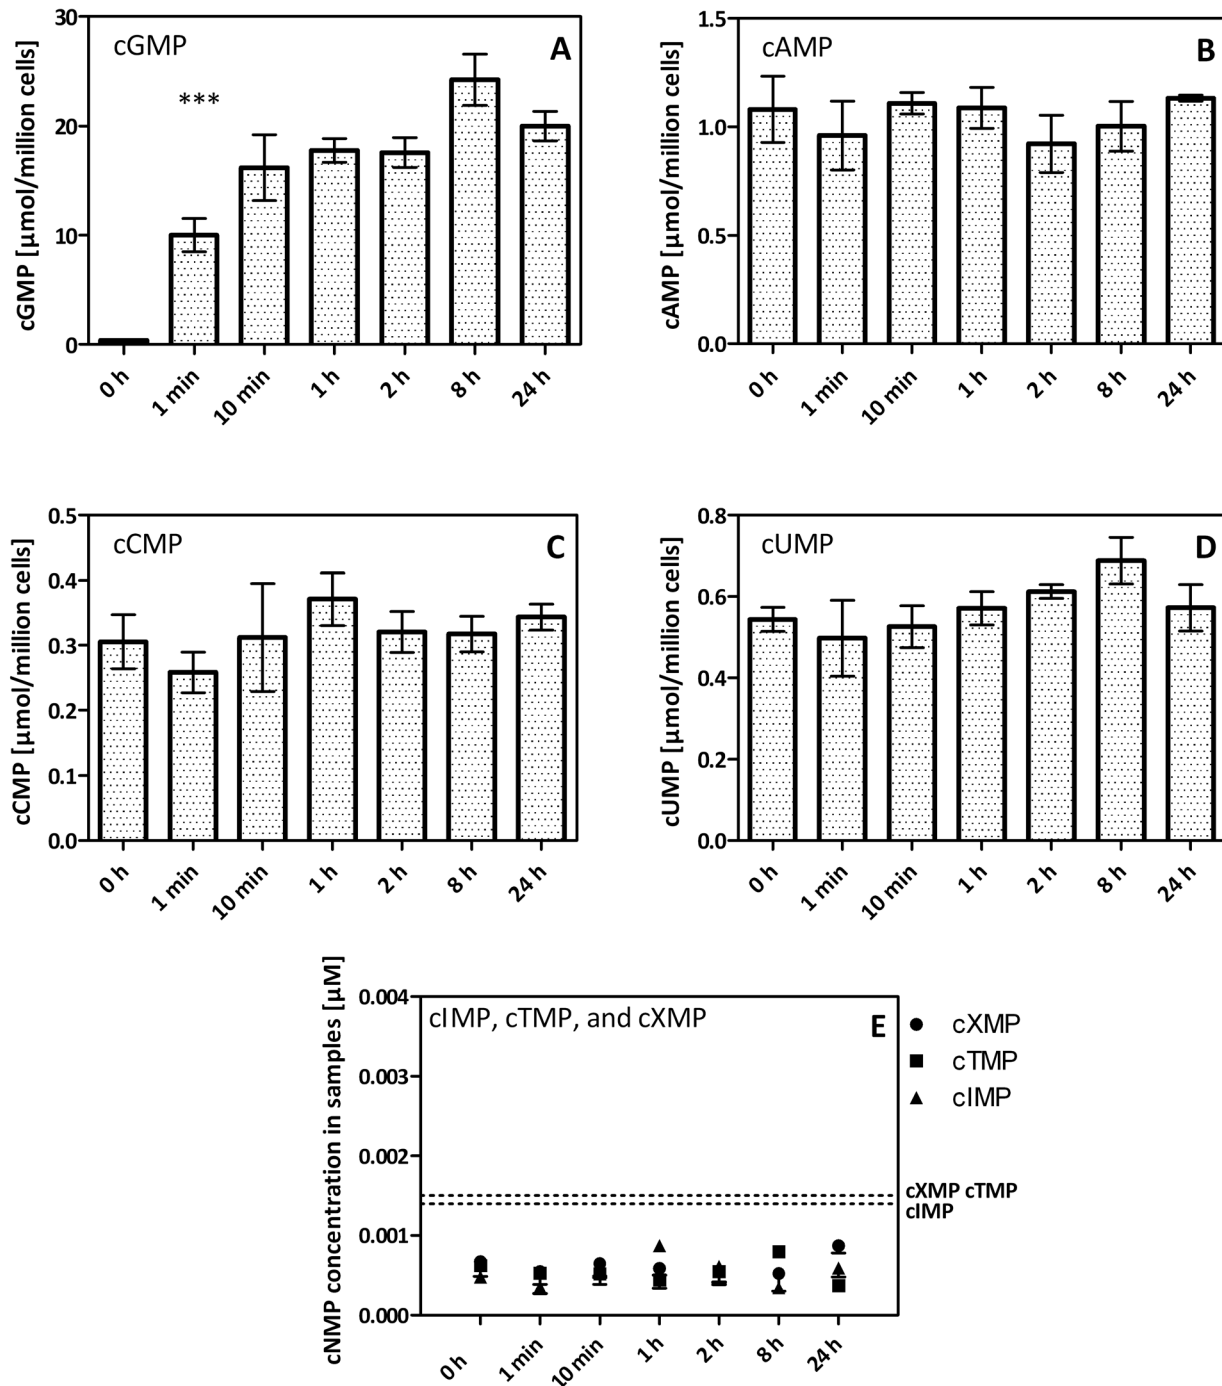 cGMP
A
***
cGMP [µmol/million cells]
30
20
10
0
0 h
1 min
10 min
1 h
2 h
8 h
24 h
cAMP
B
cAMP [µmol/million cells]
1.5
1.0
0.5
0.0
0 h
1 min
10 min
1 h
2 h
8 h
24 h
cCMP
C
cCMP [µmol/million cells]
0.5
0.4
0.3
0.2
0.1
0.0
0 h
1 min
10 min
1 h
2 h
8 h
24 h
cUMP
D
cUMP [µmol/million cells]
0.8
0.6
0.4
0.2
0.0
0 h
1 min
10 min
1 h
2 h
8 h
24 h
cIMP, cTMP, and cXMP
E
cNMP concentration in samples [µM]
0.004
0.003
0.002
0.001
0.000
0 h
1 min
10 min
1 h
2 h
8 h
24 h
cXMP
cTMP
cIMP
cXMP cTMP
cIMP